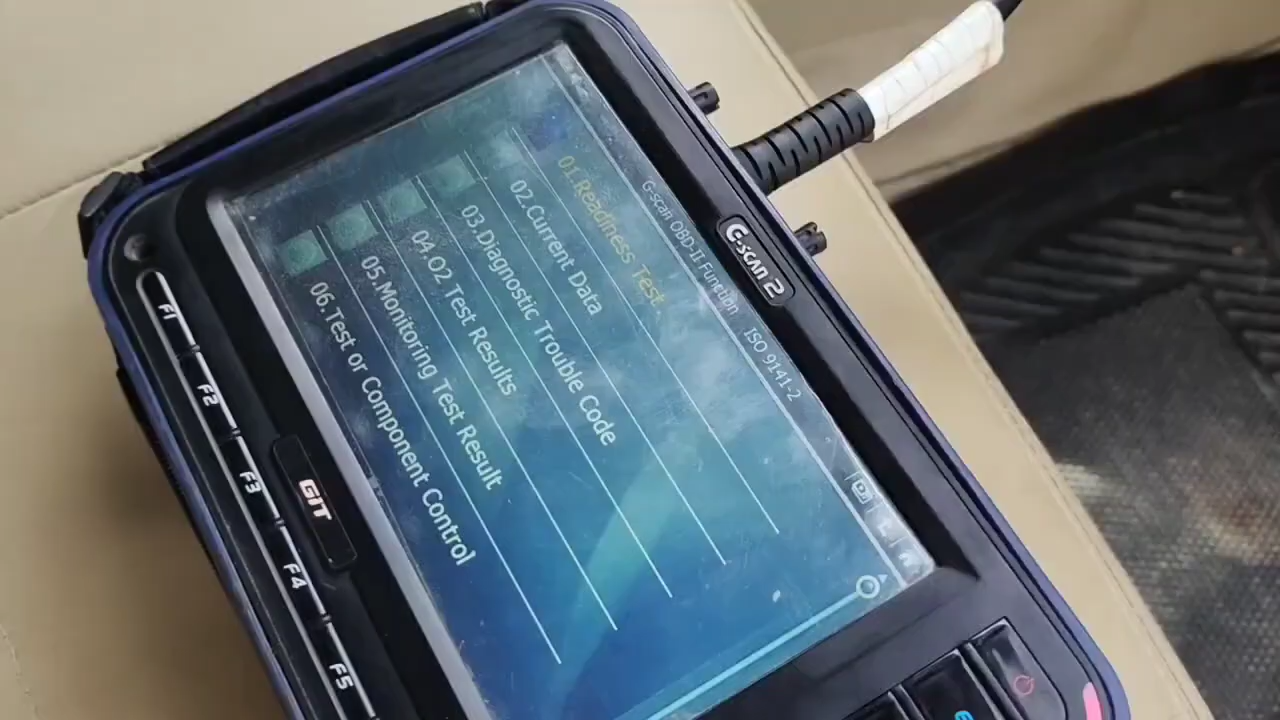 G-SCAN 2
G-scan OBD-II Function ISO 9141-2
01.Readiness Test
02.Current Data
03.Diagnostic Trouble Code
04.O2 Test Results
05.Monitoring Test Result
06.Test or Component Control
GIT
F1
F2
F3
F4
F5